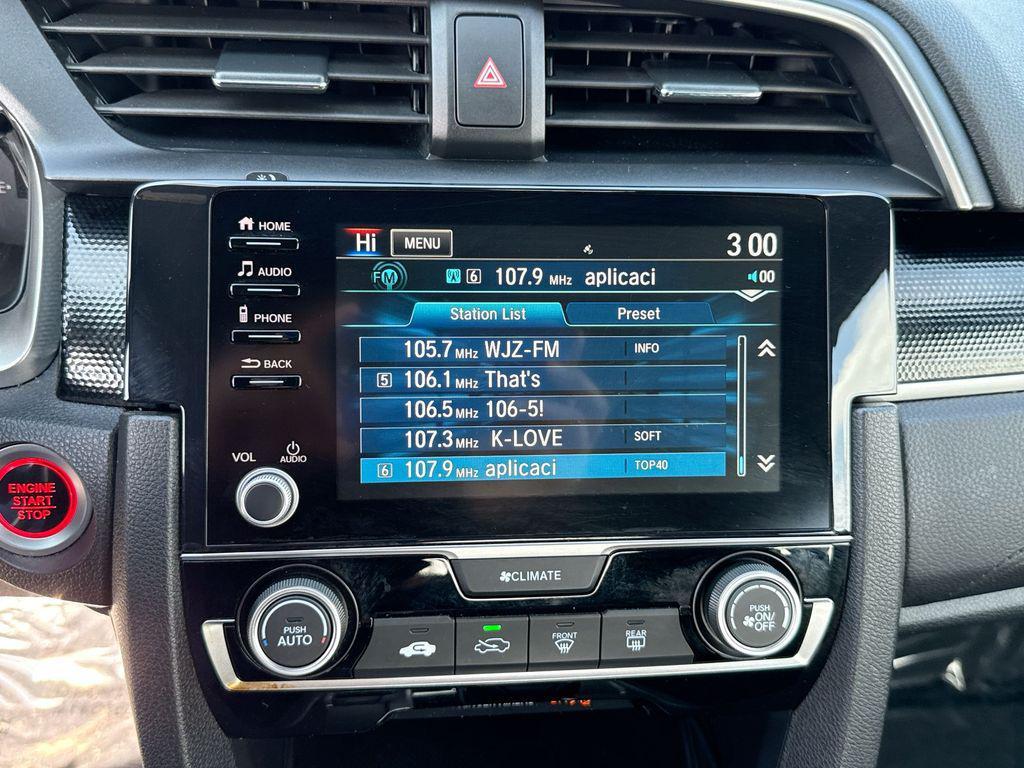 HOME
AUDIO
PHONE
BACK
VOL
AUDIO
Hi MENU 3 00
FM 6 107.9 MHz aplicaci 00
Station List Preset
105.7 MHz WJZ-FM INFO
5 106.1 MHz That's
106.5 MHz 106-5!
107.3 MHz K-LOVE SOFT
6 107.9 MHz aplicaci TOP40
ENGINE
START
STOP
CLIMATE
PUSH
AUTO
FRONT
REAR
PUSH
ON/
OFF